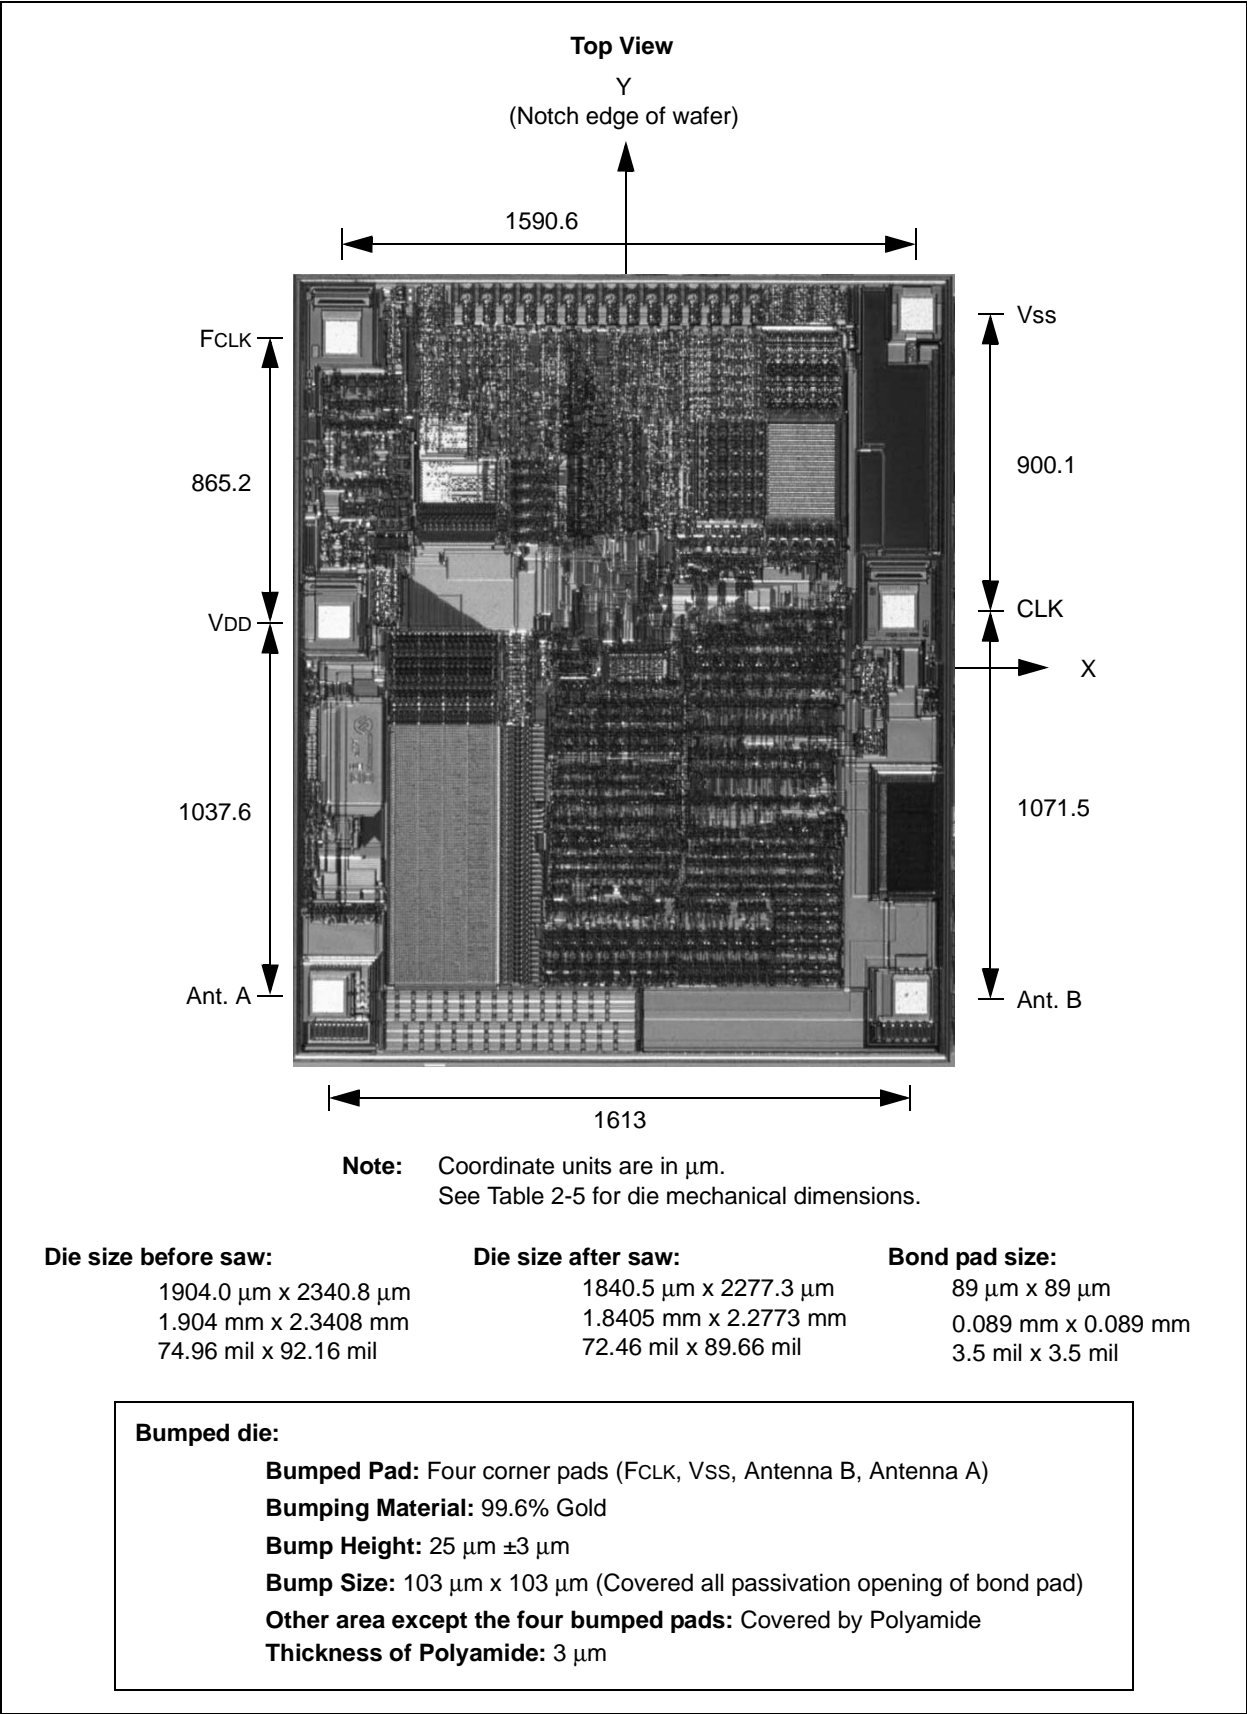 Top View
Y
(Notch edge of wafer)
1590.6
FCLK
Vss
865.2
900.1
VDD
CLK
X
1037.6
1071.5
Ant. A
Ant. B
1613
Note: Coordinate units are in μm.
See Table 2-5 for die mechanical dimensions.
Die size before saw:
1904.0 μm x 2340.8 μm
1.904 mm x 2.3408 mm
74.96 mil x 92.16 mil
Die size after saw:
1840.5 μm x 2277.3 μm
1.8405 mm x 2.2773 mm
72.46 mil x 89.66 mil
Bond pad size:
89 μm x 89 μm
0.089 mm x 0.089 mm
3.5 mil x 3.5 mil
Bumped die:
Bumped Pad: Four corner pads (FCLK, VSS, Antenna B, Antenna A)
Bumping Material: 99.6% Gold
Bump Height: 25 μm ±3 μm
Bump Size: 103 μm x 103 μm (Covered all passivation opening of bond pad)
Other area except the four bumped pads: Covered by Polyamide
Thickness of Polyamide: 3 μm